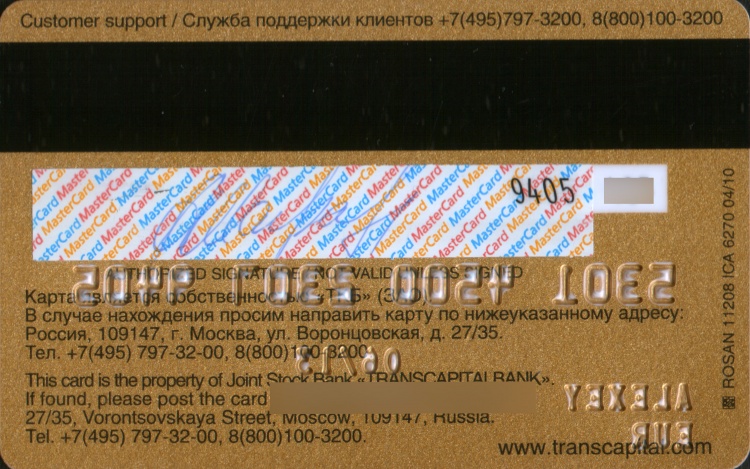 Customer support / Служба поддержки клиентов +7(495)797-3200, 8(800)100-3200
9405
AUTHORIZED SIGNATURE / NOT VALID UNLESS SIGNED
Карта является собственностью «ТКБ» (ЗАО).
В случае нахождения просим направить карту по нижеуказанному адресу:
Россия, 109147, г. Москва, ул. Воронцовская, д. 27/35.
Тел. +7(495) 797-32-00, 8(800)100-3200.
This card is the property of Joint Stock Bank «TRANSCAPITALBANK».
If found, please post the card
27/35, Vorontsovskaya Street, Moscow, 109147, Russia.
Tel. +7(495) 797-32-00, 8(800)100-3200.
www.transcapital.com
ALEXEY
EUR
ROSAN 11208 ICA 6270 04/10